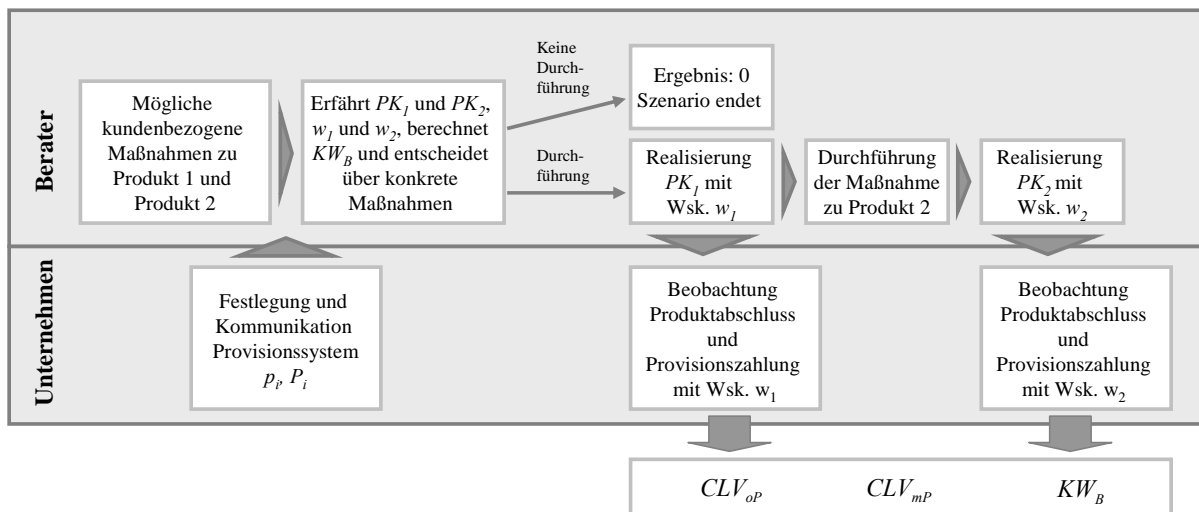 Berater
Mögliche
kundenbezogene
Maßnahmen zu
Produkt 1 und
Produkt 2
Erfährt PK1 und PK2,
w1 und w2, berechnet
KWB und entscheidet
über konkrete
Maßnahmen
Keine
Durch-
führung
Ergebnis: 0
Szenario endet
Durch-
führung
Realisierung
PK1 mit
Wsk. w1
Durchführung
der Maßnahme
zu Produkt 2
Realisierung
PK2 mit
Wsk. w2
Unternehmen
Festlegung und
Kommunikation
Provisionssystem
pi, Pi
Beobachtung
Produktabschluss
und
Provisionszahlung
mit Wsk. w1
Beobachtung
Produktabschluss
und
Provisionszahlung
mit Wsk. w2
CLVoP CLVmP KWB